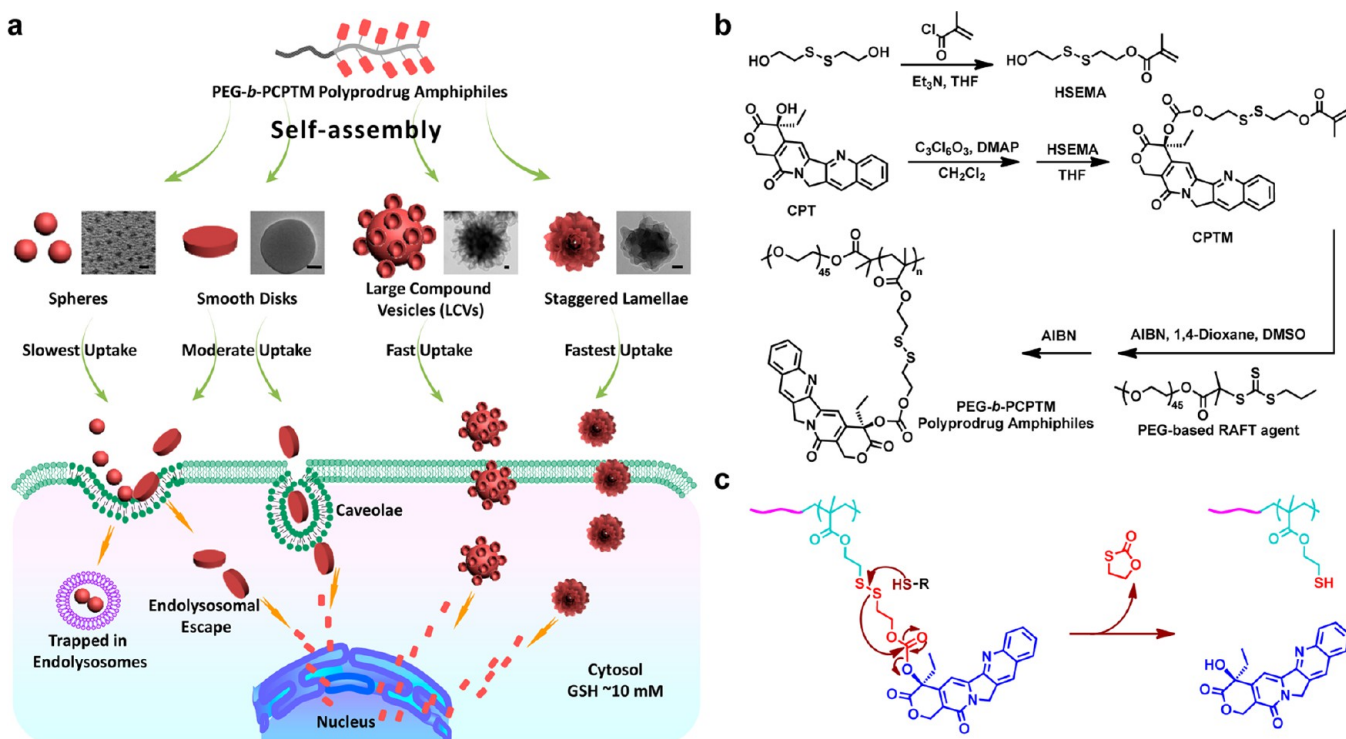 a
PEG-b-PCPTM Polyprodrug Amphiphiles
Self-assembly
Spheres
Smooth Disks
Large Compound
Vesicles (LCVs)
Staggered Lamellae
Slowest Uptake
Moderate Uptake
Fast Uptake
Fastest Uptake
Caveolae
Endolysosomal
Escape
Trapped in
Endolysosomes
Cytosol
GSH ~10 mM
Nucleus
b
HO
S
S
OH
Cl
O
Et₃N, THF
HO
S
S
O
O
HSEMA
O
OH
O
N
N
O
CPT
C₃Cl₆O₃, DMAP
CH₂Cl₂
HSEMA
THF
O
O
O
S
S
O
O
O
O
N
N
O
CPTM
O
45
O
O
n
O
O
S
S
O
O
O
N
N
O
O
O
PEG-b-PCPTM
Polyprodrug Amphiphiles
AIBN
AIBN, 1,4-Dioxane, DMSO
O
45
O
O
S
S
S
PEG-based RAFT agent
c
O
O
S
S
HS-R
O
O
O
O
O
N
N
O
O
S
O
O
O
SH
HO
O
O
N
N
O